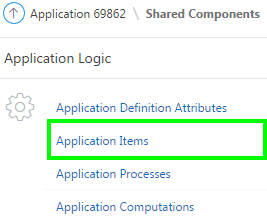 Application 69862 \ Shared Components
Application Logic
Application Definition Attributes
Application Items
Application Processes
Application Computations